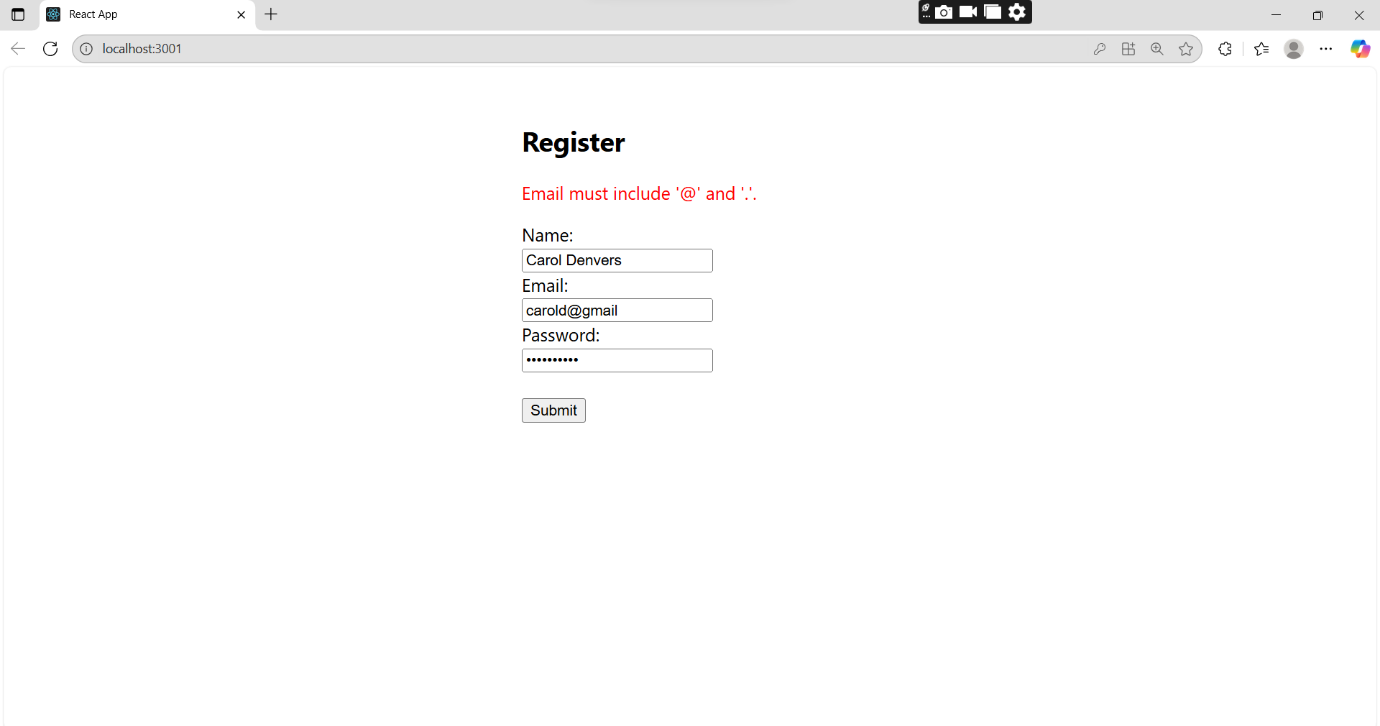 React App
localhost:3001
Register
Email must include '@' and '.'.
Name:
Carol Denvers
Email:
carold@gmail
Password:
••••••••••
Submit